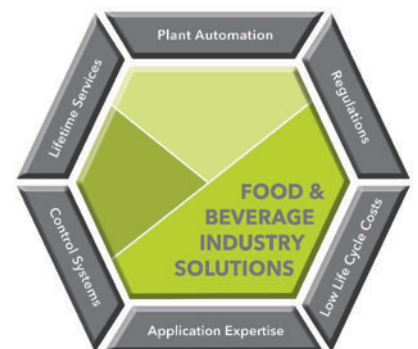 Plant Automation
Lifetime Services
Regulations
FOOD &
BEVERAGE
INDUSTRY
SOLUTIONS
Control Systems
Low Life Cycle Costs
Application Expertise